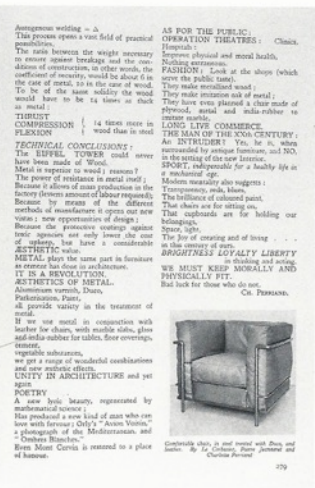 Autogenous welding = Δ
This process opens a vast field of practical
possibilities.
The ratio between the weight necessary
to ensure against breakage and the con-
ditions of construction, in other words, the
coefficient of security, would be about 6 in
the case of metal, 10 in the case of wood.
To be of the same solidity the wood
would have to be 14 times as thick
as metal:
THRUST
COMPRESSION 14 times more in
FLEXION wood than in steel
TECHNICAL CONCLUSIONS:
The EIFFEL TOWER could never
have been made of Wood.
Metal is superior to wood; reasons?
The power of resistance in metal itself;
Because it allows of mass production in the
factory (lessens amount of labour required);
Because by means of the different
methods of manufacture it opens out new
vistas; new opportunities of design;
Because the protective coatings against
toxic agencies not only lower the cost
of upkeep, but have a considerable
ÆSTHETIC value.
METAL plays the same part in furniture
as cement has done in architecture.
IT IS A REVOLUTION.
ÆSTHETICS OF METAL.
Aluminium varnish, Duco,
Parkerisation, Paint,
all provide variety in the treatment of
metal.
If we use metal in conjunction with
leather for chairs, with marble slabs, glass
and india-rubber for tables, floor coverings,
cement,
vegetable substances,
we get a range of wonderful combinations
and new æsthetic effects.
UNITY IN ARCHITECTURE and yet
again
POETRY
A new lyric beauty, regenerated by
mathematical science;
Has produced a new kind of man who can
love with fervour; Orly's "Avion Voisin,"
a photograph of the Mediterranean, and
"Ombres Blanches."
Even Mont Cervin is restored to a place
of honour.
AS FOR THE PUBLIC:
OPERATION THEATRES: Clinics,
Hospitals:
Improve physical and moral health,
Nothing extraneous.
FASHION: Look at the shops (which
serve the public taste).
They make metallised wood;
They make imitation oak of metal;
They have even planned a chair made of
plywood, metal and india-rubber to
imitate marble.
LONG LIVE COMMERCE.
THE MAN OF THE XXth CENTURY:
An INTRUDER? Yes, he is, when
surrounded by antique furniture, and NO,
in the setting of the new Interior.
SPORT, indispensable for a healthy life in
a mechanical age.
Modern mentality also suggests:
Transparency, reds, blues,
The brilliance of coloured paint,
That chairs are for sitting on,
That cupboards are for holding our
belongings,
Space, light,
The Joy of creating and of living . . .
in this century of ours.
BRIGHTNESS LOYALTY LIBERTY
in thinking and acting.
WE MUST KEEP MORALLY AND
PHYSICALLY FIT.
Bad luck for those who do not.
CH. PERRIAND.
Comfortable chair, in steel treated with Duco, and
leather. By Le Corbusier, Pierre Jeanneret and
Charlotte Perriand
279